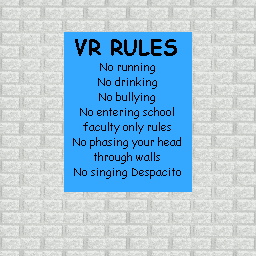 VR RULES
No running
No drinking
No bullying
No entering school
faculty only rules
No phasing your head
through walls
No singing Despacito